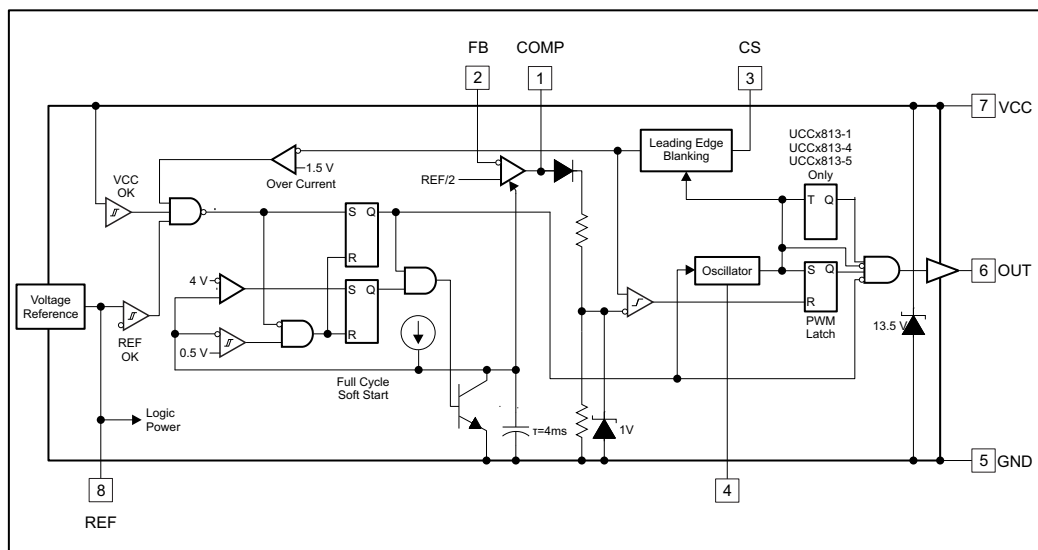 FB
COMP
CS
2
1
3
7
VCC
UCCx813-1
UCCx813-4
UCCx813-5
Only
Leading Edge
Blanking
1.5 V
Over Current
REF/2
VCC
OK
T Q
S Q
R
4 V
S Q
R
Oscillator
S Q
R
PWM
Latch
6
OUT
Voltage
Reference
REF
OK
0.5 V
13.5 V
Full Cycle
Soft Start
Logic
Power
τ=4ms
1V
5
GND
8
4
REF